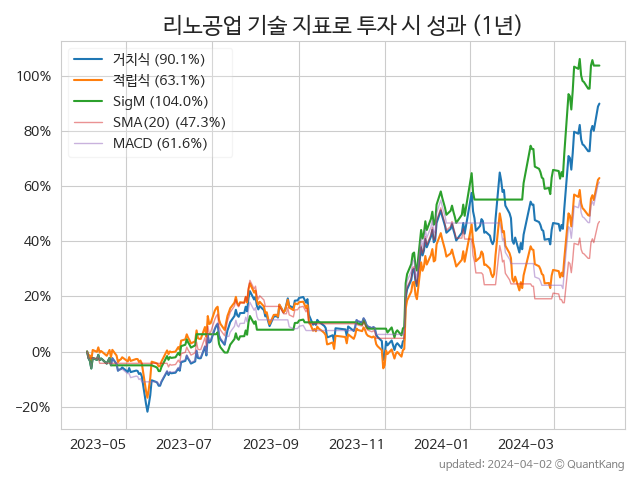 리노공업 기술 지표로 투자 시 성과 (1년)
거치식 (90.1%)
적립식 (63.1%)
SigM (104.0%)
SMA(20) (47.3%)
MACD (61.6%)
100%
80%
60%
40%
20%
0%
−20%
2023-05 2023-07 2023-09 2023-11 2024-01 2024-03
updated: 2024-04-02 © QuantKang